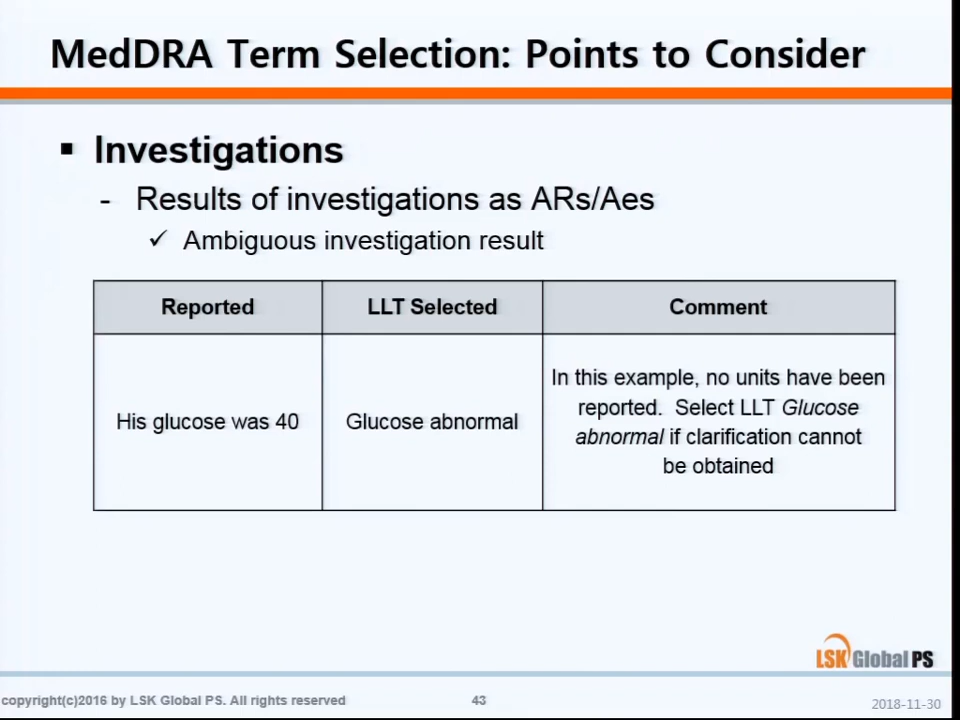 MedDRA Term Selection: Points to Consider
▪ Investigations
- Results of investigations as ARs/Aes
✓ Ambiguous investigation result
Reported LLT Selected Comment
His glucose was 40
Glucose abnormal
In this example, no units have been
reported. Select LLT Glucose
abnormal if clarification cannot
be obtained
LSK Global PS
copyright(c)2016 by LSK Global PS. All rights reserved
43
2018-11-30